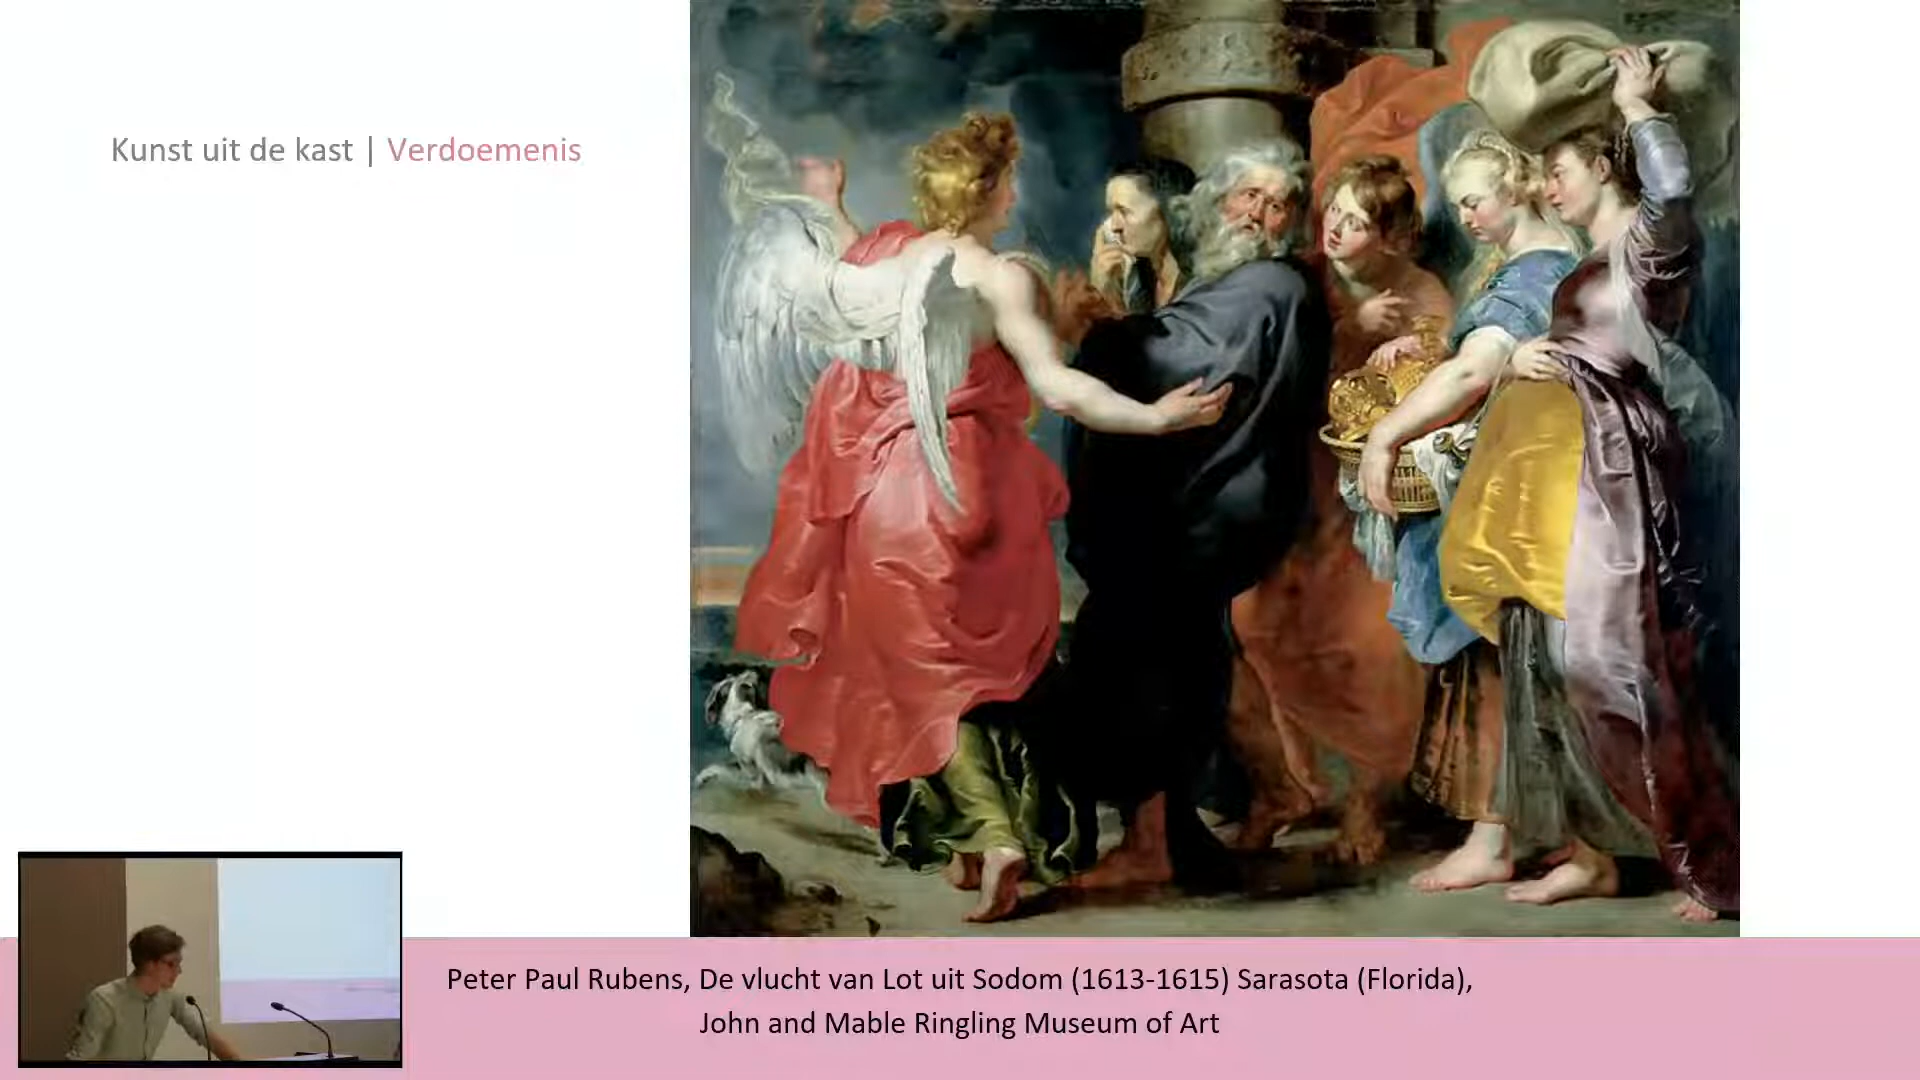 Kunst uit de kast | Verdoemenis
Peter Paul Rubens, De vlucht van Lot uit Sodom (1613-1615) Sarasota (Florida),
John and Mable Ringling Museum of Art